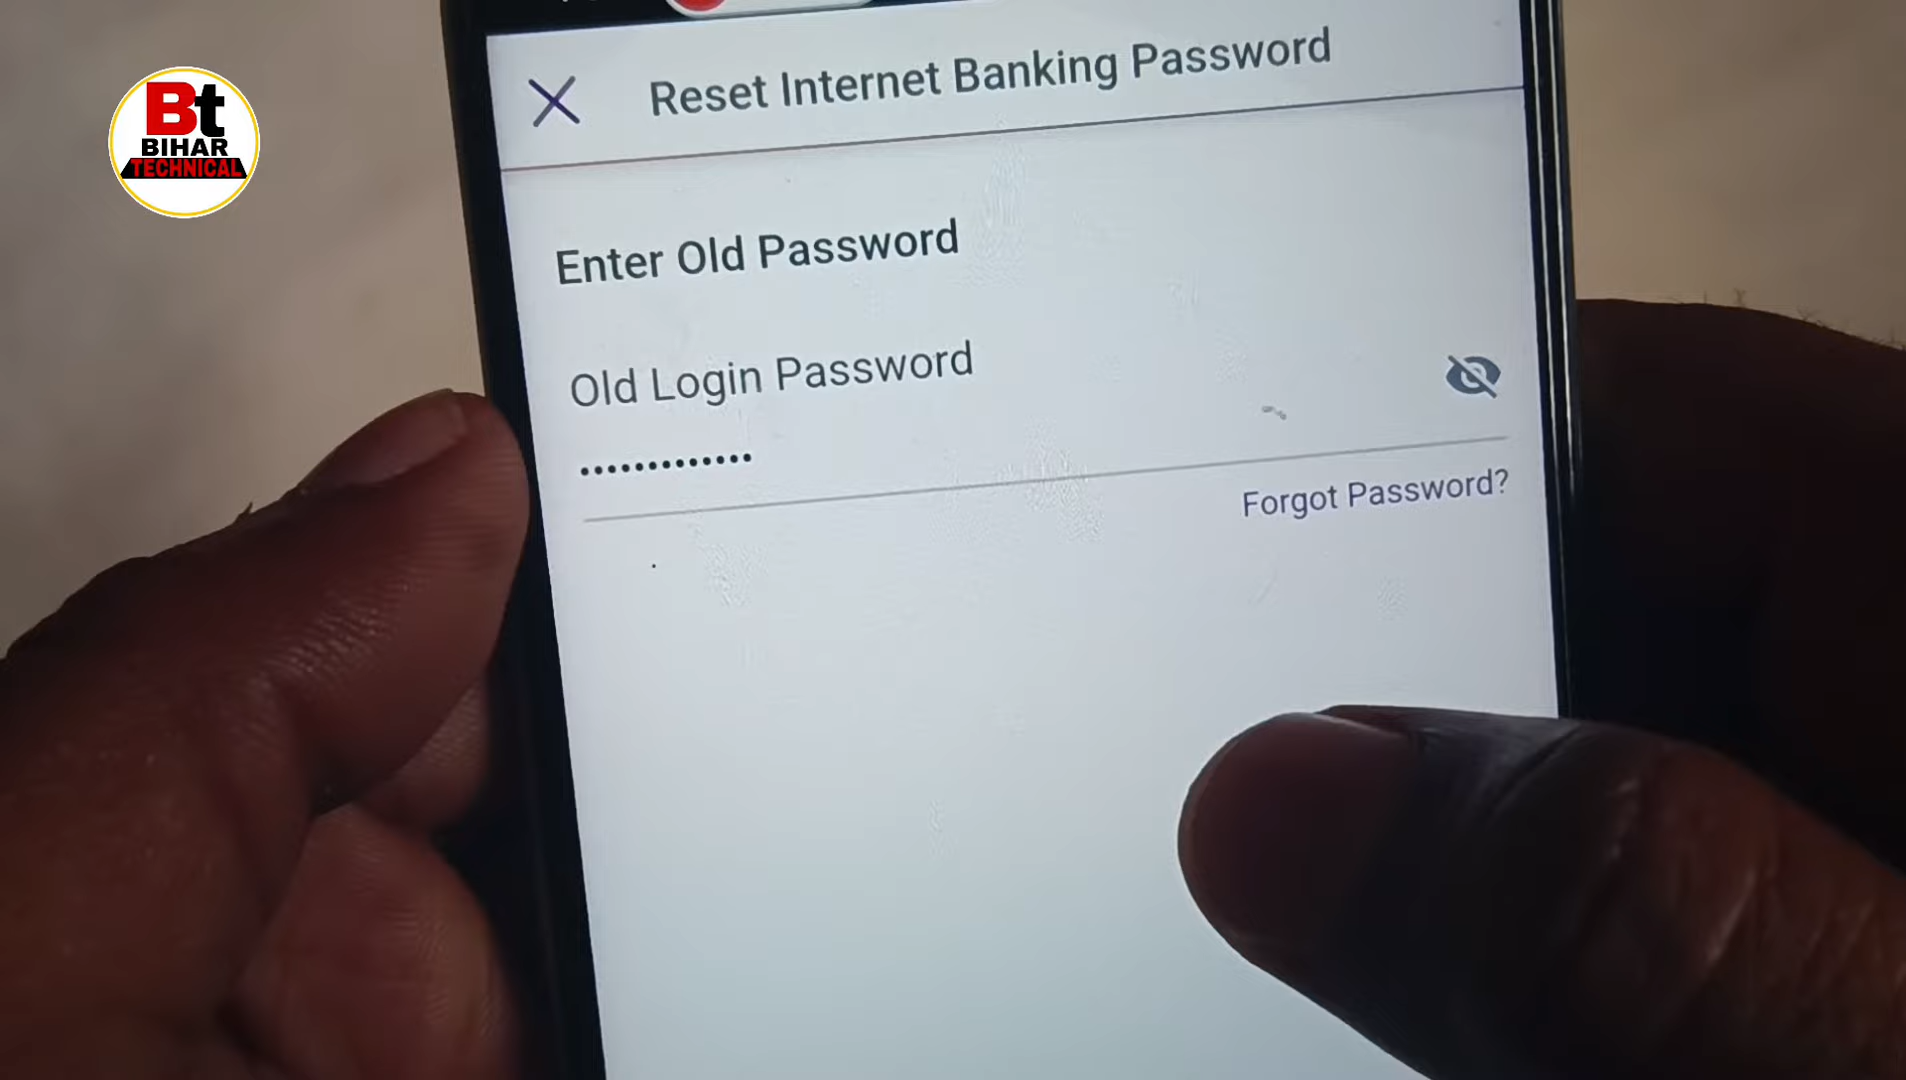 Bt
BIHAR
TECHNICAL
Reset Internet Banking Password
Enter Old Password
Old Login Password
•••••••••••••
Forgot Password?